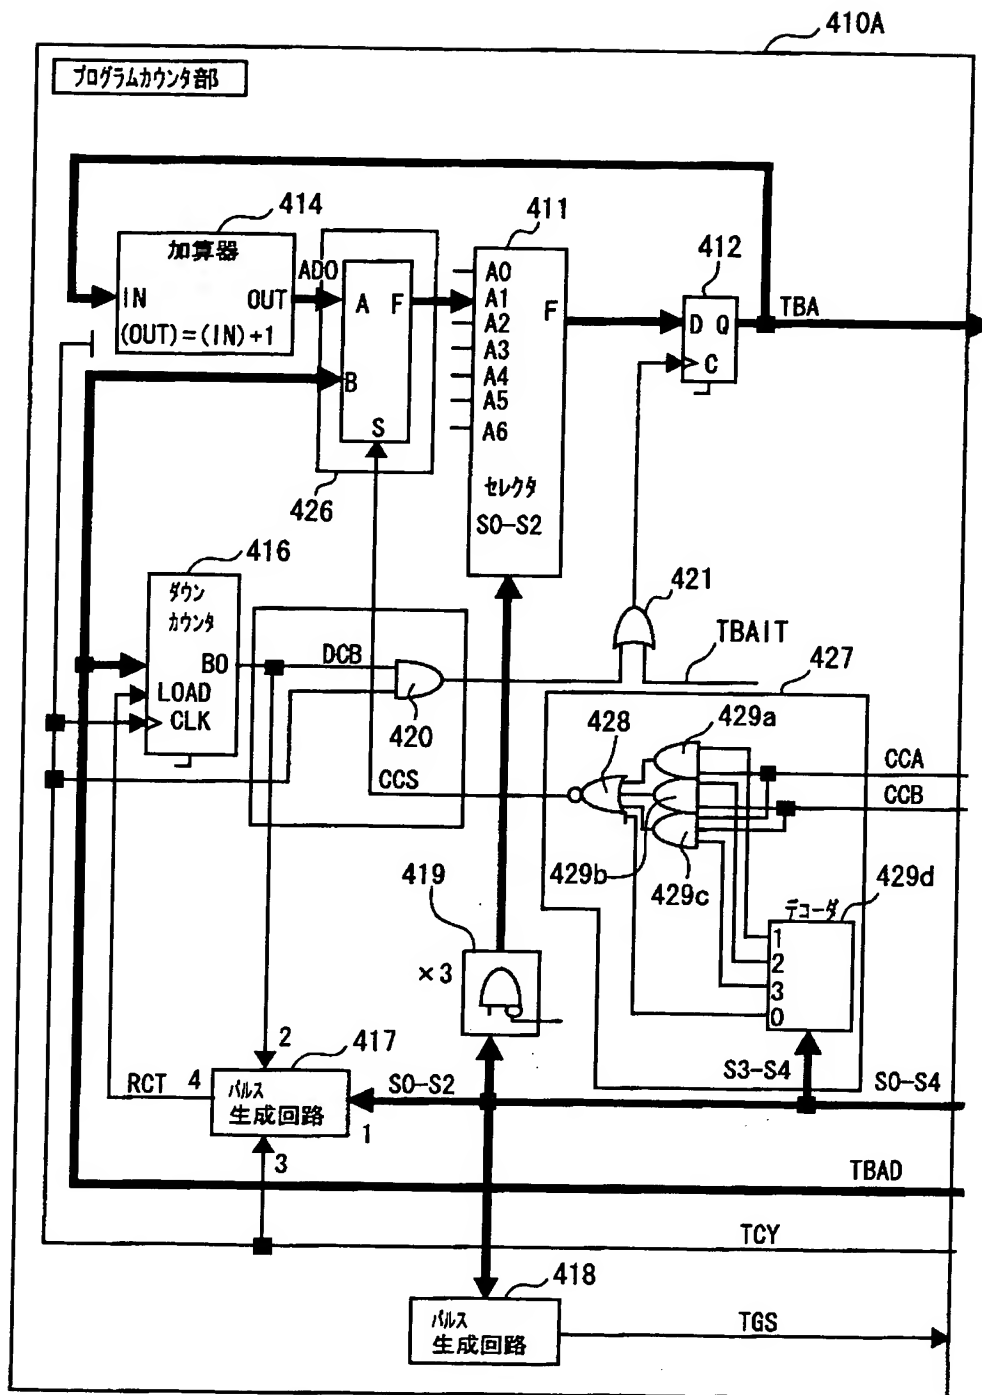 410A
プログラムカウンタ部
414
加算器
IN
OUT
(OUT)=(IN)+1
ADO
A
F
B
S
426
411
A0
A1
A2
A3
A4
A5
A6
F
セレクタ
S0-S2
412
D Q
C
TBA
416
ダウン
カウンタ
BO
LOAD
CLK
DCB
420
CCS
421
TBAIT
427
428
429a
429b
429c
429d
CCA
CCB
デコーダ
1
2
3
0
419
×3
S3-S4
S0-S4
S0-S2
2
417
RCT
4
パルス
生成回路
1
3
TBAD
TCY
418
パルス
生成回路
TGS